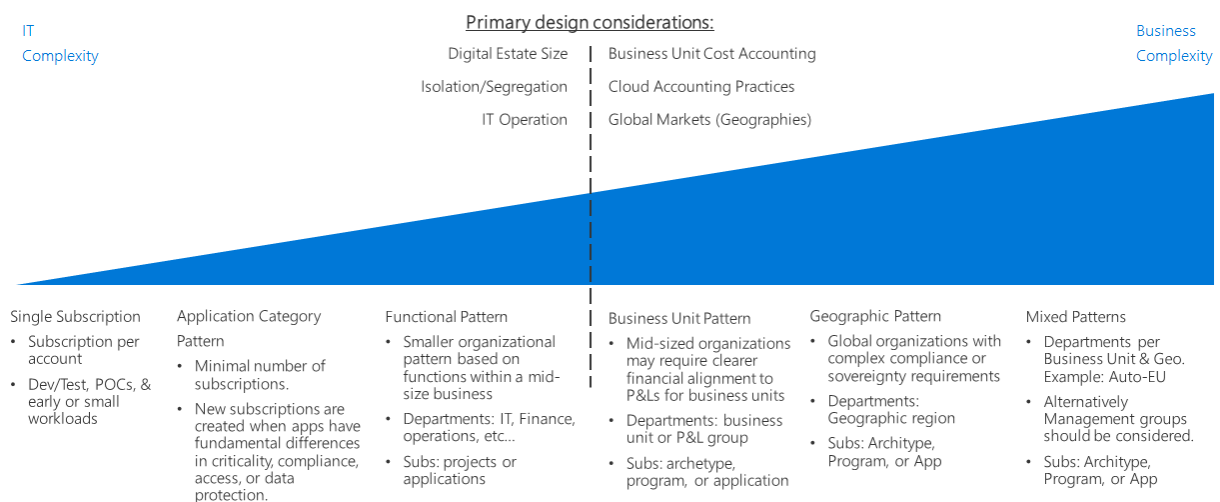 Primary design considerations:
IT
Complexity
Business
Complexity
Digital Estate Size
Isolation/Segregation
IT Operation
Business Unit Cost Accounting
Cloud Accounting Practices
Global Markets (Geographies)
Single Subscription
• Subscription per
account
• Dev/Test, POCs, &
early or small
workloads
Application Category
Pattern
• Minimal number of
subscriptions.
• New subscriptions are
created when apps have
fundamental differences
in criticality, compliance,
access, or data
protection.
Functional Pattern
• Smaller organizational
pattern based on
functions within a mid-
size business
• Departments: IT, Finance,
operations, etc...
• Subs: projects or
applications
Business Unit Pattern
• Mid-sized organizations
may require clearer
financial alignment to
P&Ls for business units
• Departments: business
unit or P&L group
• Subs: archetype,
program, or application
Geographic Pattern
• Global organizations with
complex compliance or
sovereignty requirements
• Departments:
Geographic region
• Subs: Architype,
Program, or App
Mixed Patterns
• Departments per
Business Unit & Geo.
Example: Auto-EU
• Alternatively
Management groups
should be considered.
• Subs: Architype,
Program, or App